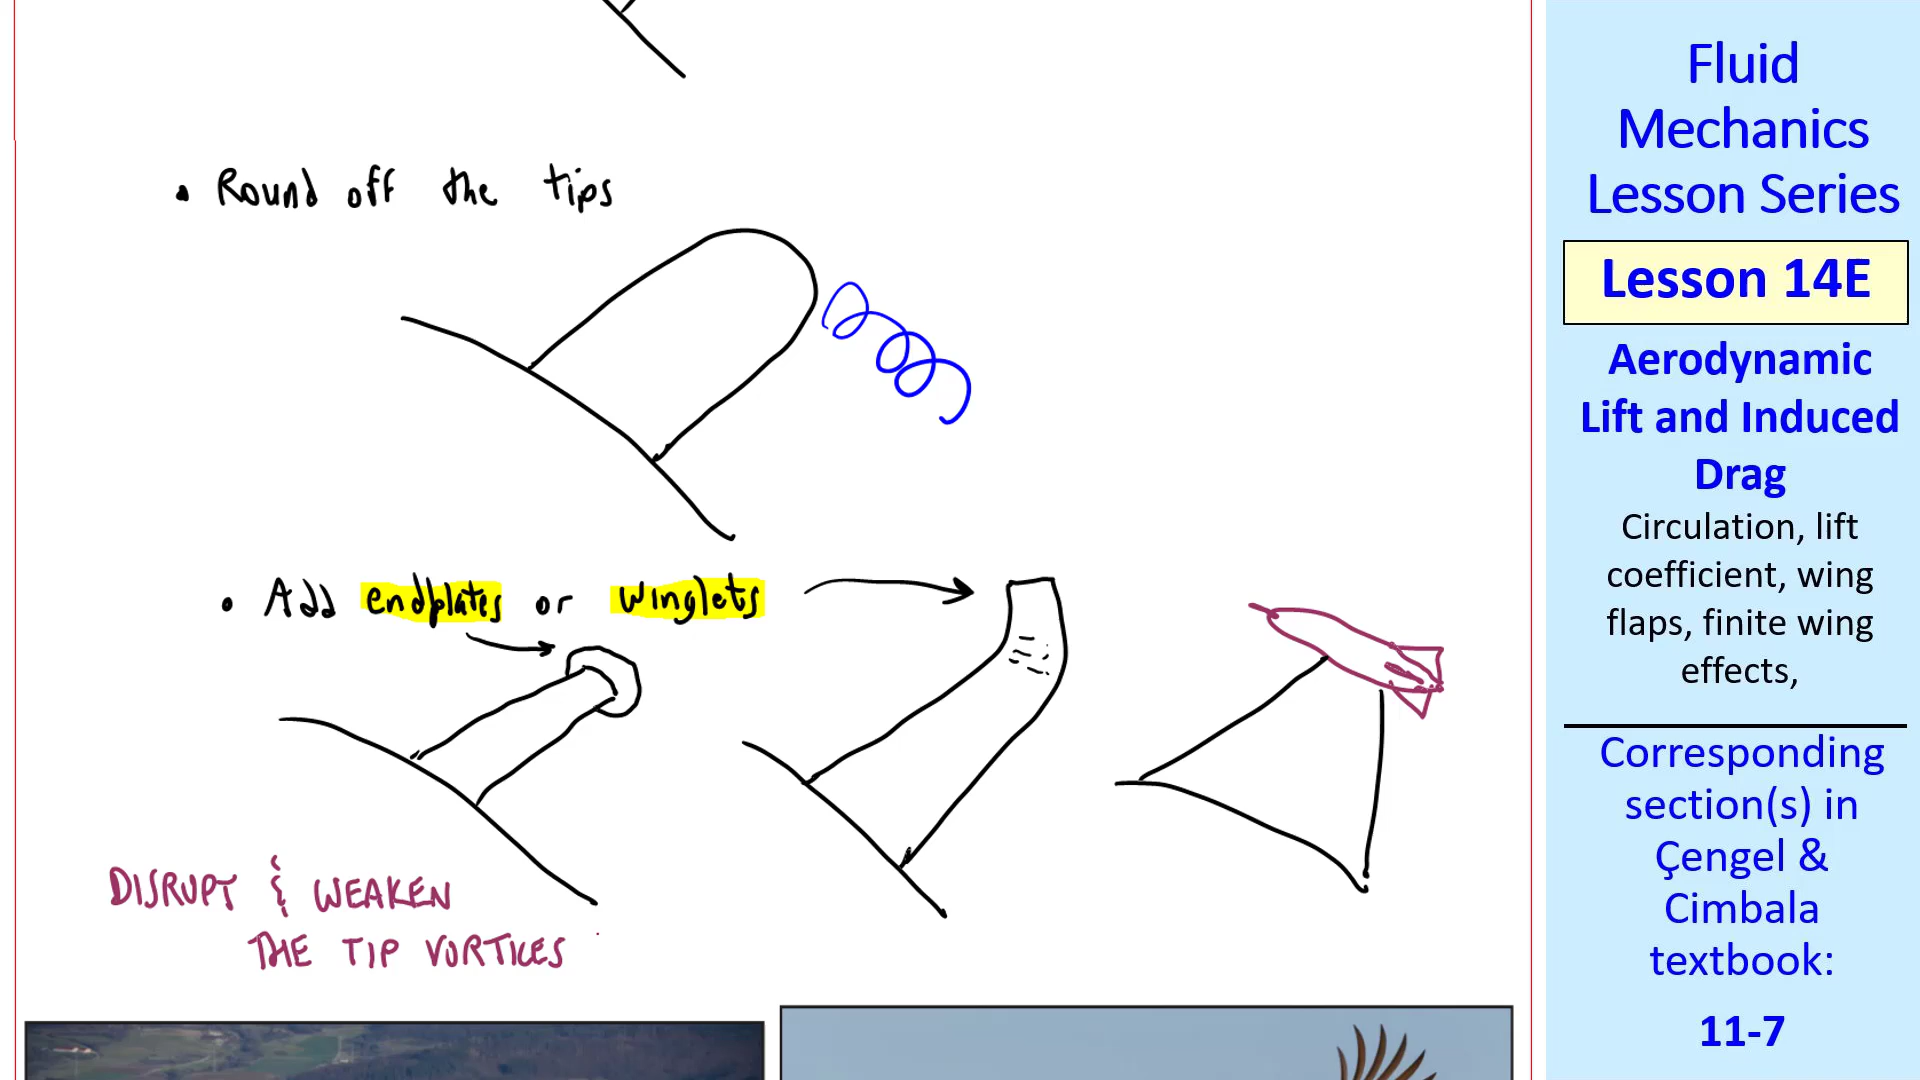 • Round off the tips
• Add endplates or winglets
DISRUPT & WEAKEN
THE TIP VORTICES
Fluid
Mechanics
Lesson Series
Lesson 14E
Aerodynamic
Lift and Induced
Drag
Circulation, lift
coefficient, wing
flaps, finite wing
effects,
Corresponding
section(s) in
Çengel &
Cimbala
textbook:
11-7